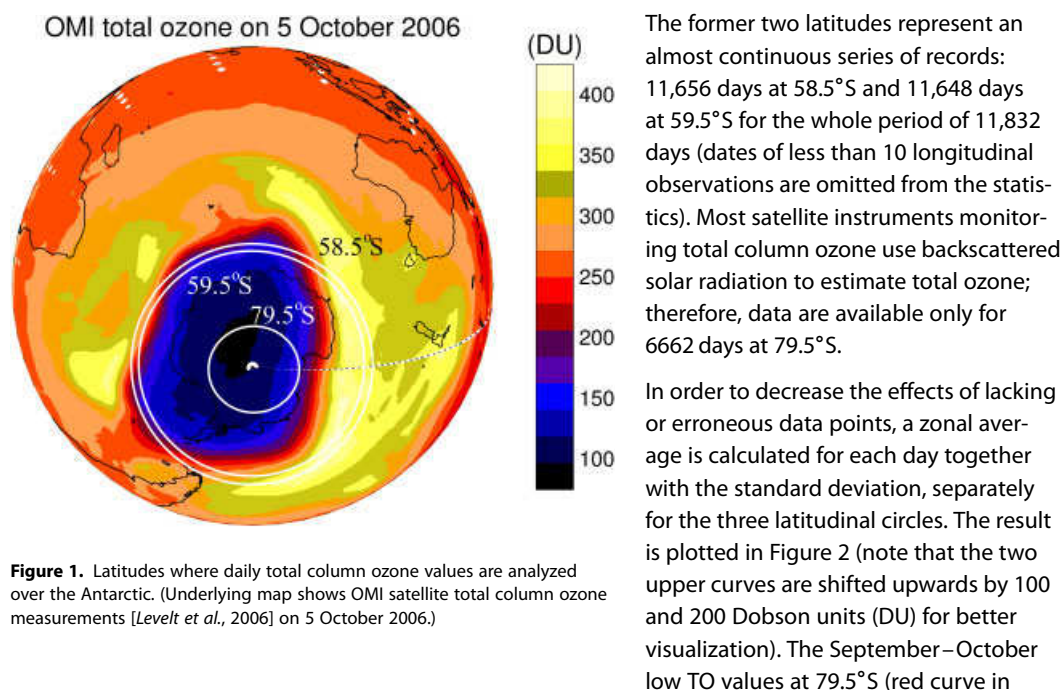 OMI total ozone on 5 October 2006
(DU)
400
350
300
250
200
150
100
58.5°S
59.5°S
79.5°S
Figure 1. Latitudes where daily total column ozone values are analyzed
over the Antarctic. (Underlying map shows OMI satellite total column ozone
measurements [Levelt et al., 2006] on 5 October 2006.)
The former two latitudes represent an
almost continuous series of records:
11,656 days at 58.5°S and 11,648 days
at 59.5°S for the whole period of 11,832
days (dates of less than 10 longitudinal
observations are omitted from the statis-
tics). Most satellite instruments monitor-
ing total column ozone use backscattered
solar radiation to estimate total ozone;
therefore, data are available only for
6662 days at 79.5°S.
In order to decrease the effects of lacking
or erroneous data points, a zonal aver-
age is calculated for each day together
with the standard deviation, separately
for the three latitudinal circles. The result
is plotted in Figure 2 (note that the two
upper curves are shifted upwards by 100
and 200 Dobson units (DU) for better
visualization). The September–October
low TO values at 79.5°S (red curve in